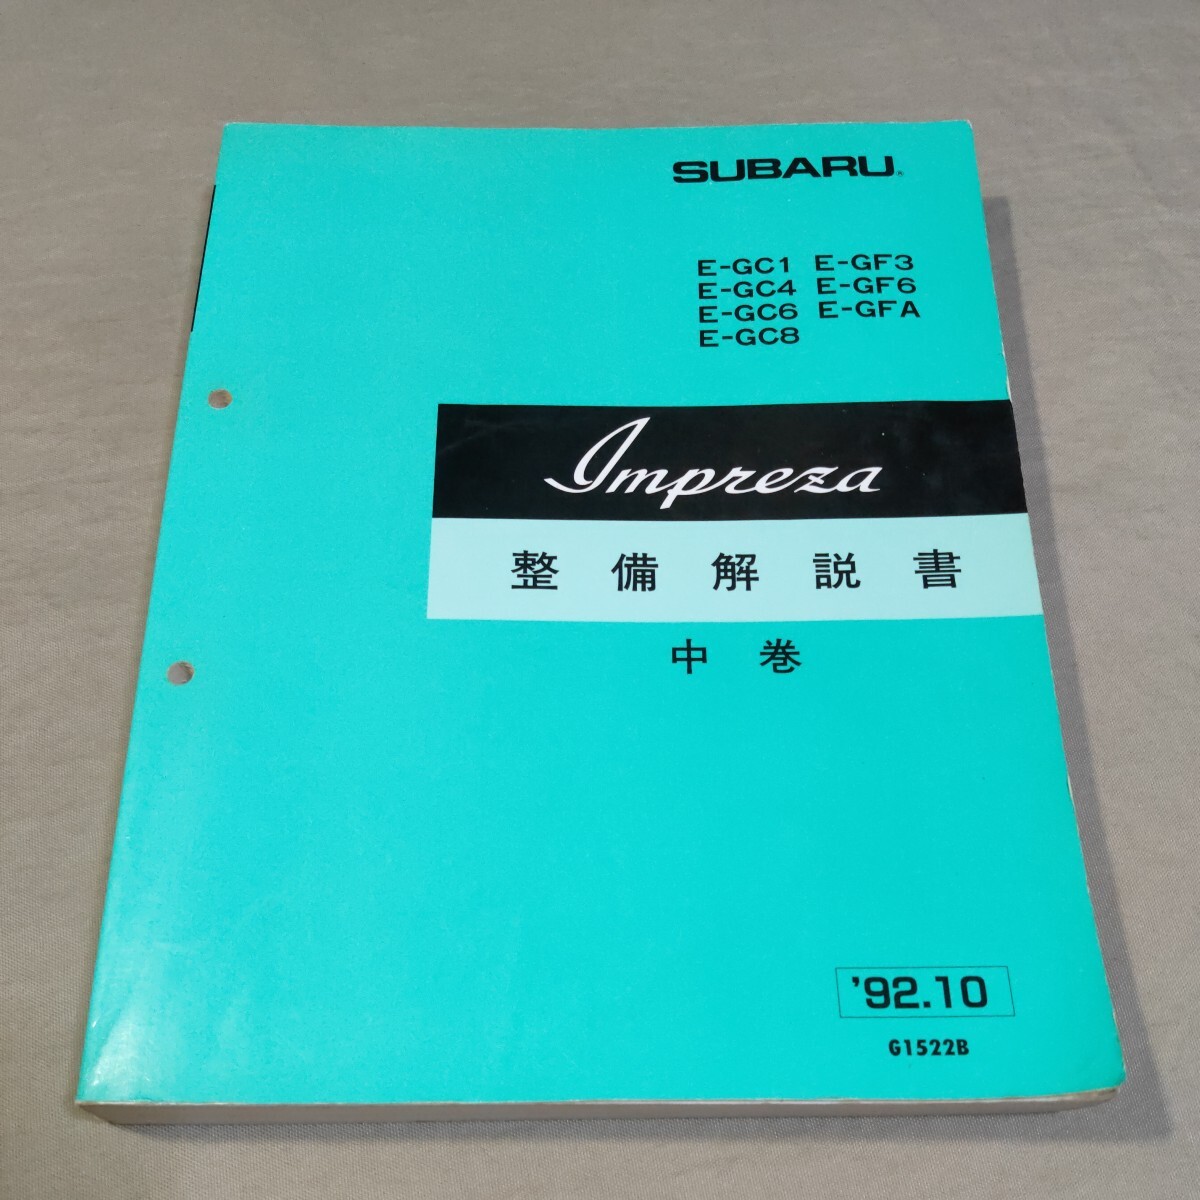 SUBARU®
E-GC1 E-GF3
E-GC4 E-GF6
E-GC6 E-GFA
E-GC8
Impreza
整備解説書
中巻
'92.10
G1522B